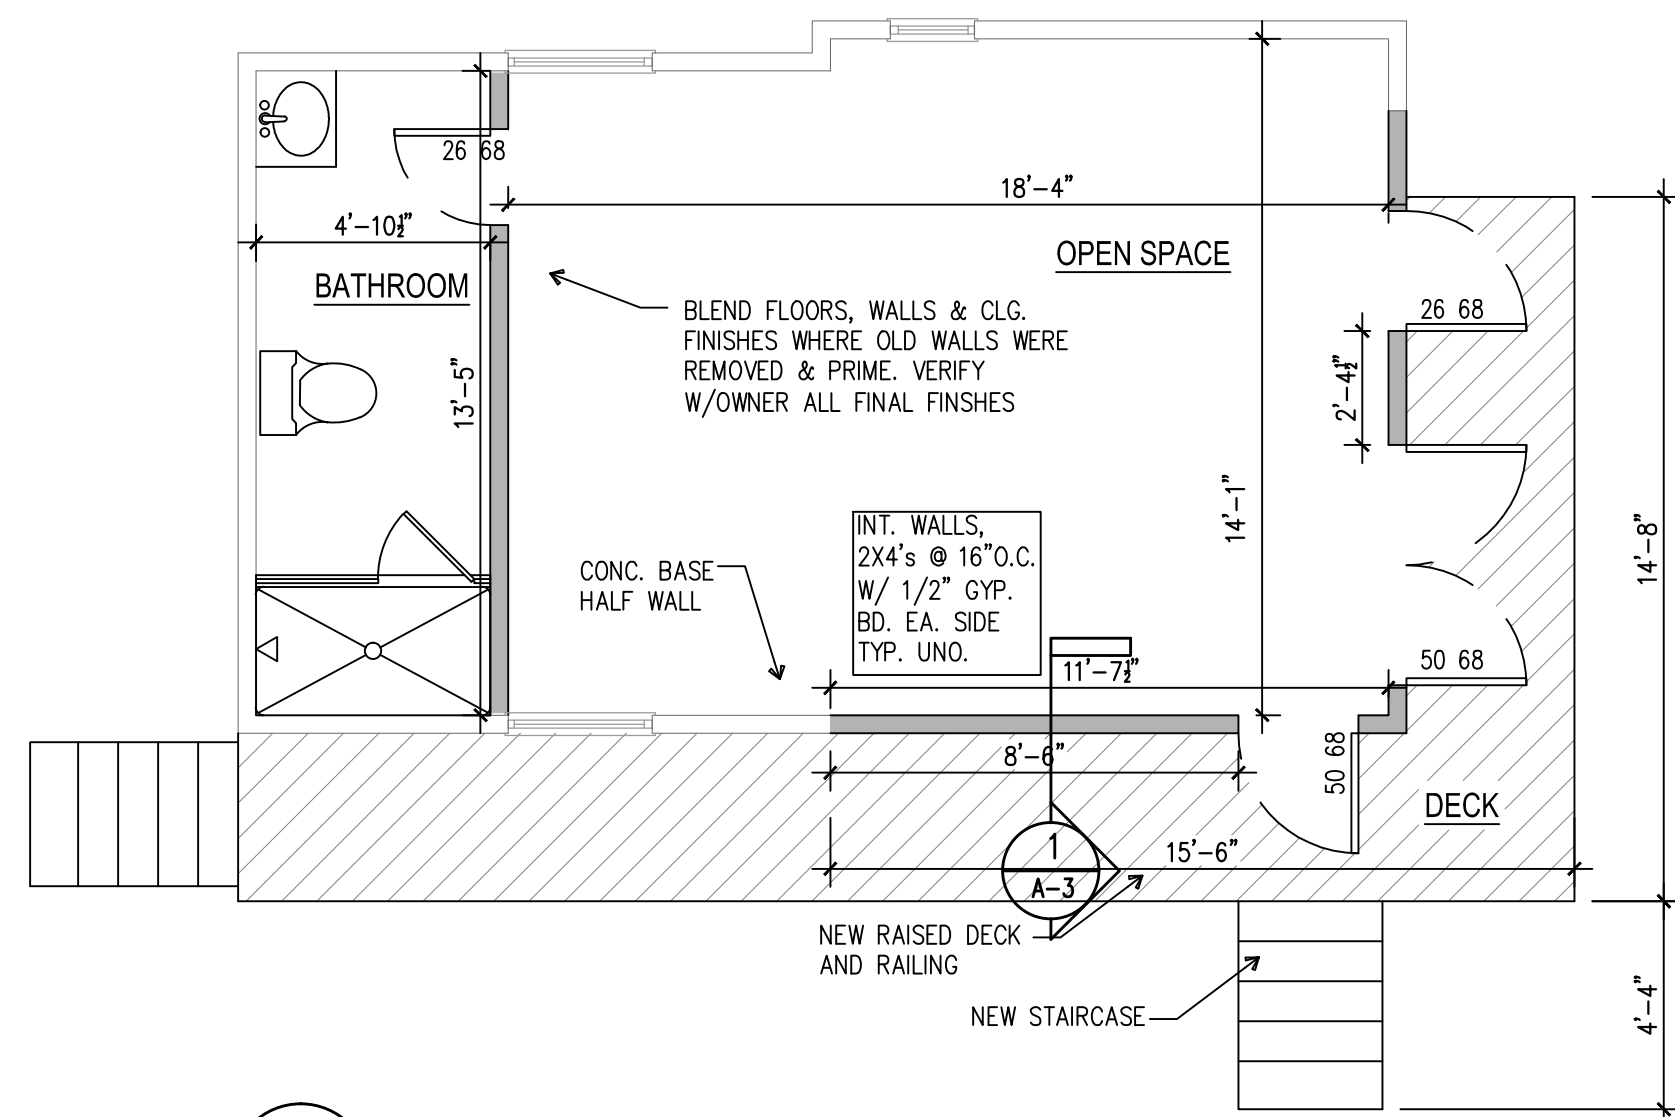 26 68
18'-4"
4'-10½"
OPEN SPACE
BATHROOM
BLEND FLOORS, WALLS & CLG.
FINISHES WHERE OLD WALLS WERE
REMOVED & PRIME. VERIFY
W/OWNER ALL FINAL FINSHES
26 68
2'-4½"
13'-5"
14'-1"
14'-8"
INT. WALLS,
2X4's @ 16"O.C.
W/ 1/2" GYP.
BD. EA. SIDE
TYP. UNO.
CONC. BASE
HALF WALL
11'-7½"
50 68
8'-6"
50 68
DECK
1
A-3
15'-6"
NEW RAISED DECK
AND RAILING
NEW STAIRCASE
4'-4"